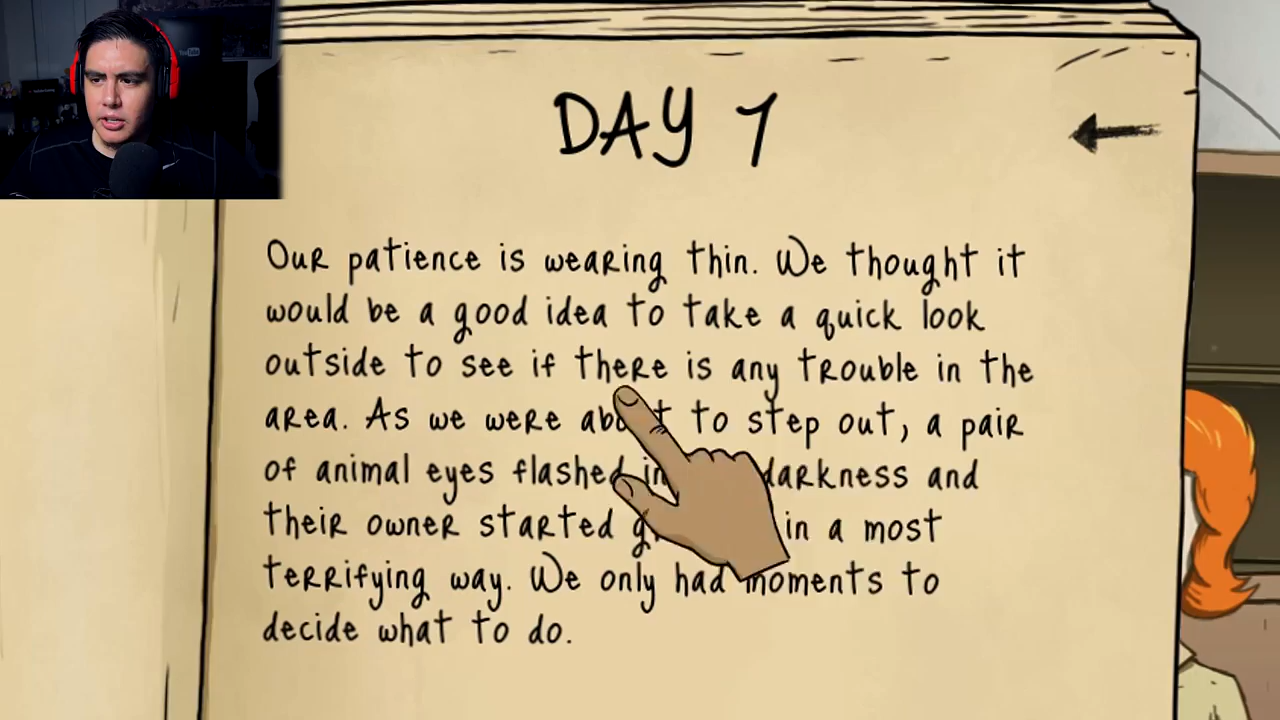 DAY 7
Our patience is wearing thin. We thought it
would be a good idea to take a quick look
outside to see if there is any trouble in the
area. As we were to step out, a pair
of animal eyes flashed darkness and
their owner started in a most
terrifying way. We only had moments to
decide what to do.